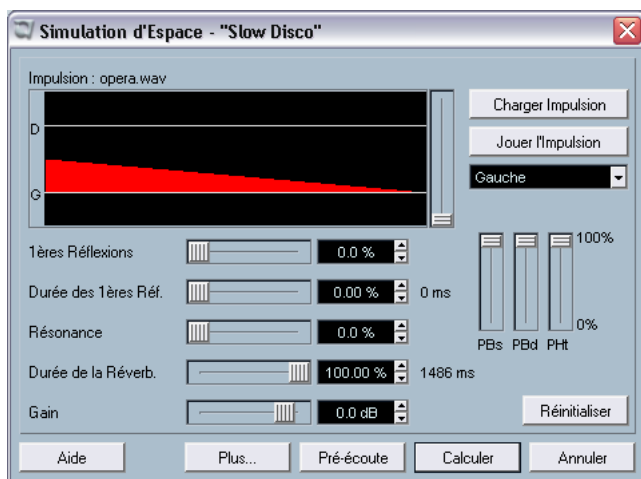 Simulation d'Espace - "Slow Disco"
Impulsion : opera.wav
D
G
Charger Impulsion
Jouer l'Impulsion
Gauche
1ères Réflexions 0.0 %
Durée des 1ères Réf. 0.00 % 0 ms
Résonance 0.0 %
Durée de la Réverb. 100.00 % 1486 ms
Gain 0.0 dB
100%
0%
PBs PBd PHt
Réinitialiser
Aide Plus... Pré-écoute Calculer Annuler